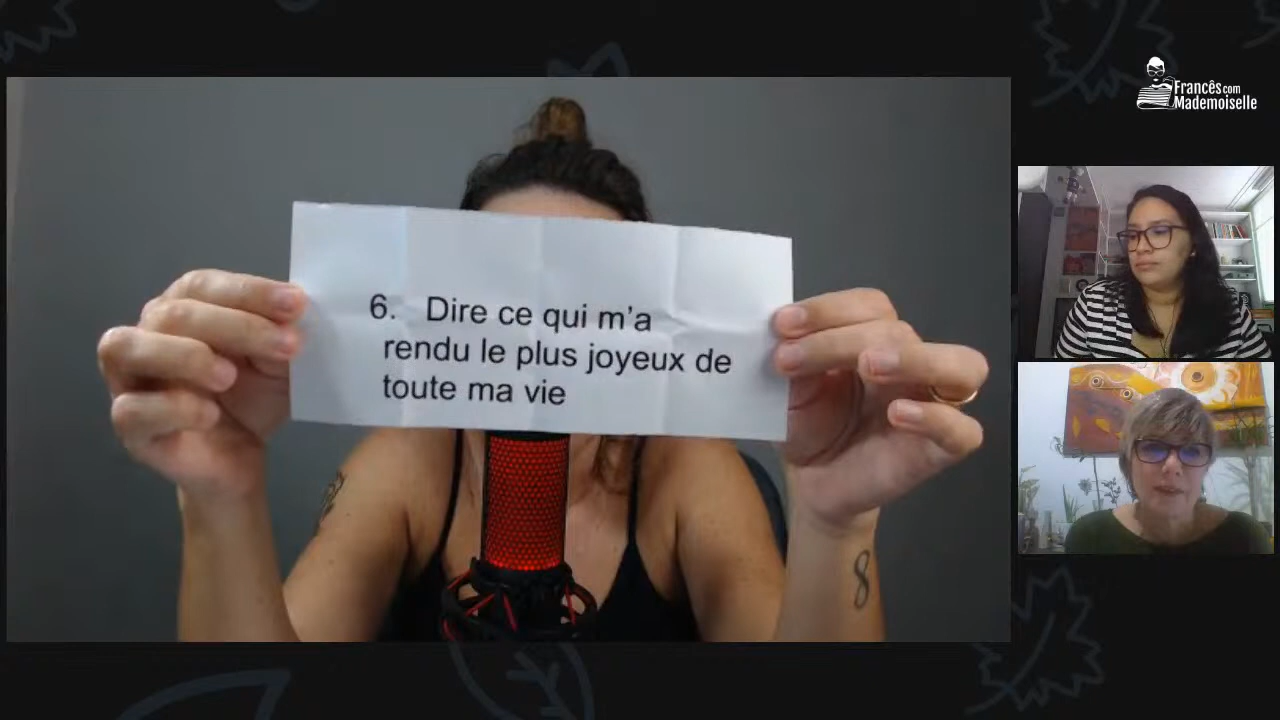 Francês com
Mademoiselle
6. Dire ce qui m'a
rendu le plus joyeux de
toute ma vie